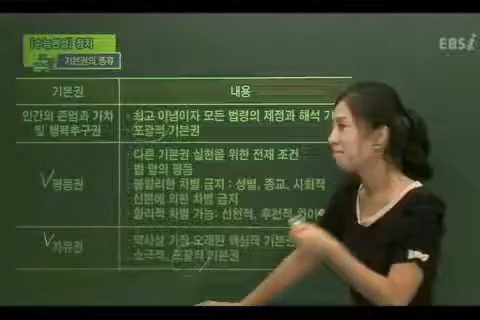 [수능완성] 정치
기본권의 종류
EBSi
기본권
내용
인간의 존엄과 가치 및 행복추구권
· 최고 이념이자 모든 법령의 제정과 해석
· 포괄적 기본권
평등권
· 다른 기본권 실현을 위한 전제 조건
· 법 앞의 평등
· 불합리한 차별 금지 : 성별, 종교, 사회적
신분에 의한 차별 금지
· 합리적 차별 가능: 선천적, 후천적
자유권
· 역사상 가장 오래된 핵심적 기본권
· 소극적, 포괄적 기본권